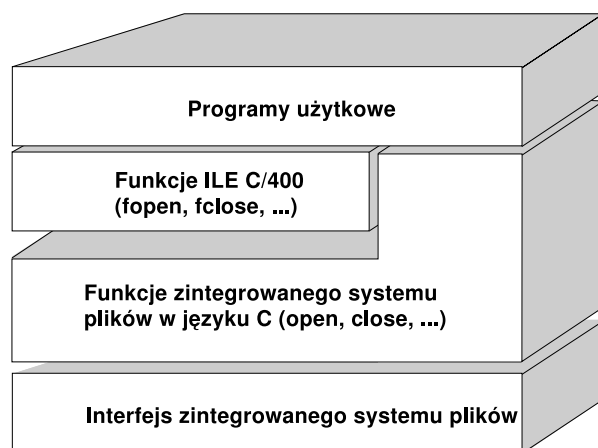 Programy użytkowe
Funkcje ILE C/400
(fopen, fclose, ...)
Funkcje zintegrowanego systemu
plików w języku C (open, close, ...)
Interfejs zintegrowanego systemu plików